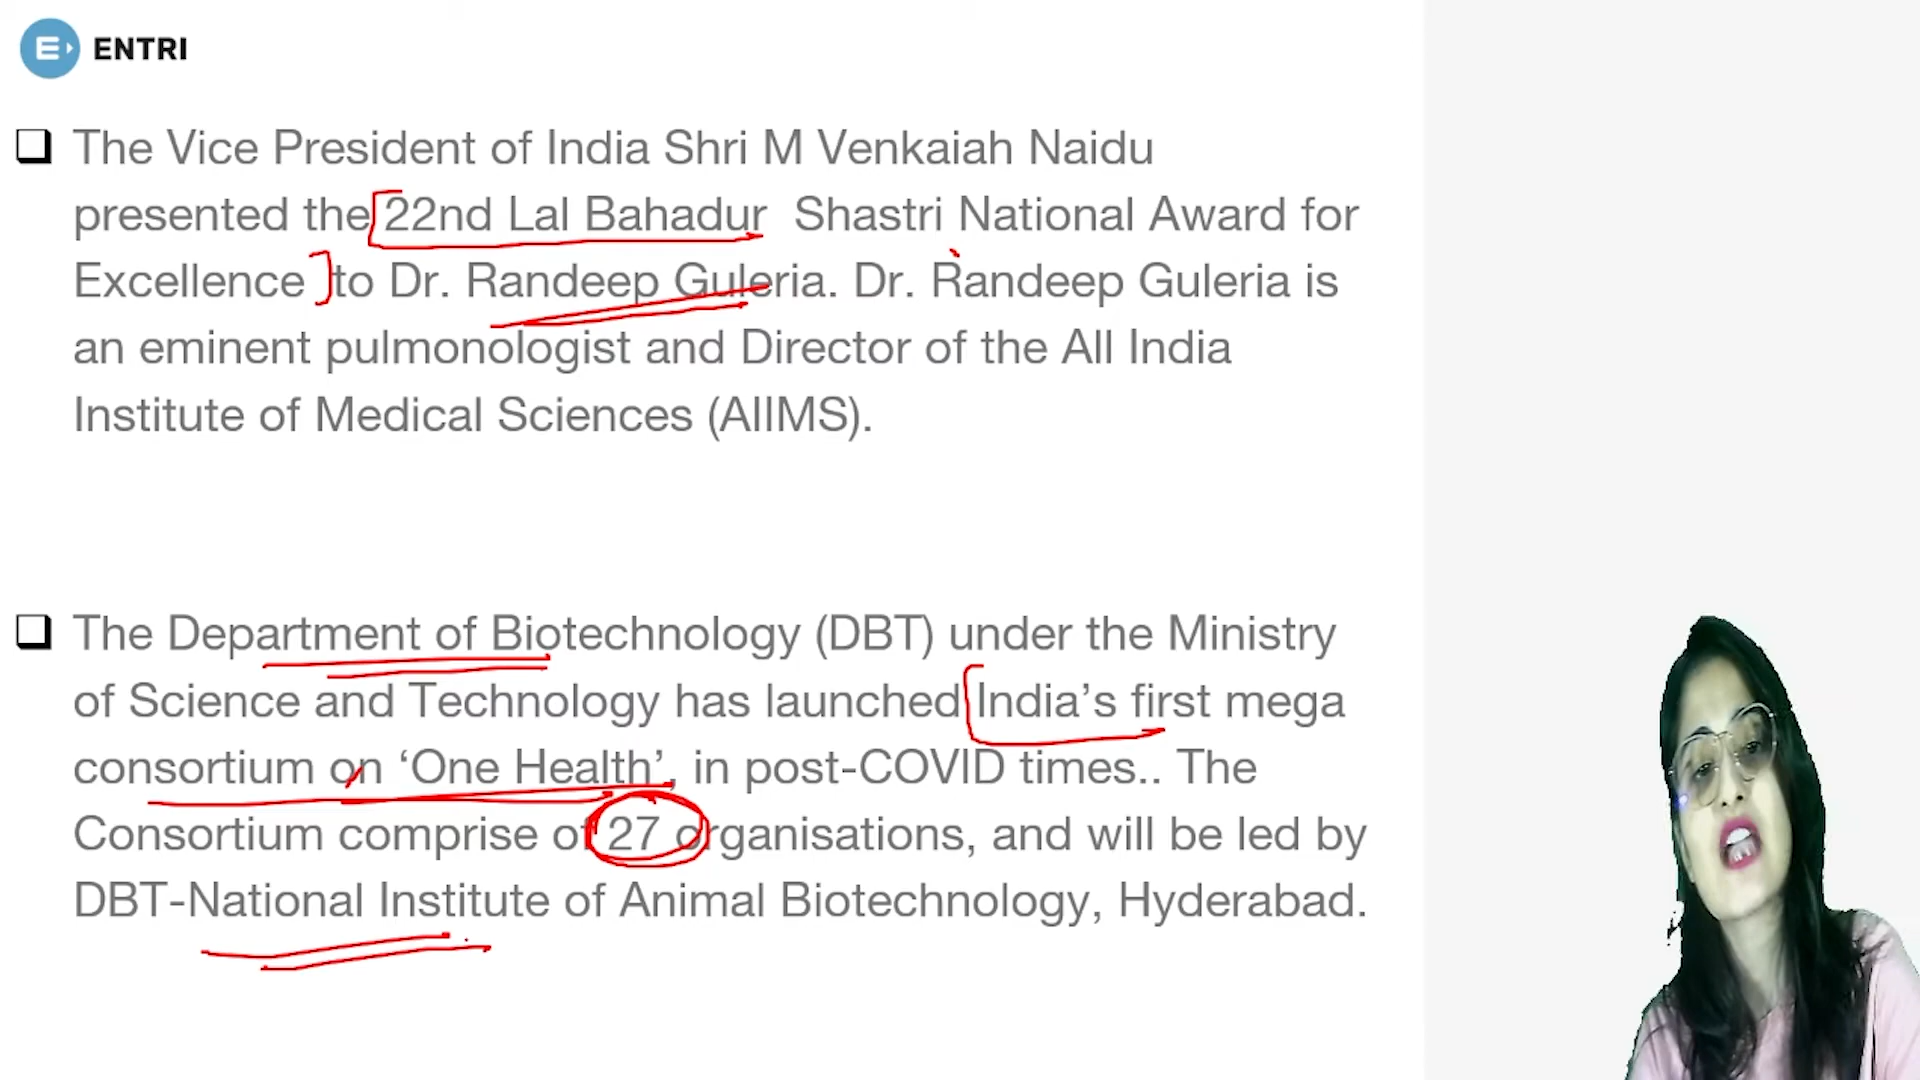 ENTRI
The Vice President of India Shri M Venkaiah Naidu
presented the 22nd Lal Bahadur Shastri National Award for
Excellence to Dr. Randeep Guleria. Dr. Randeep Guleria is
an eminent pulmonologist and Director of the All India
Institute of Medical Sciences (AIIMS).
The Department of Biotechnology (DBT) under the Ministry
of Science and Technology has launched India’s first mega
consortium on ‘One Health’, in post-COVID times.. The
Consortium comprise of 27 organisations, and will be led by
DBT-National Institute of Animal Biotechnology, Hyderabad.